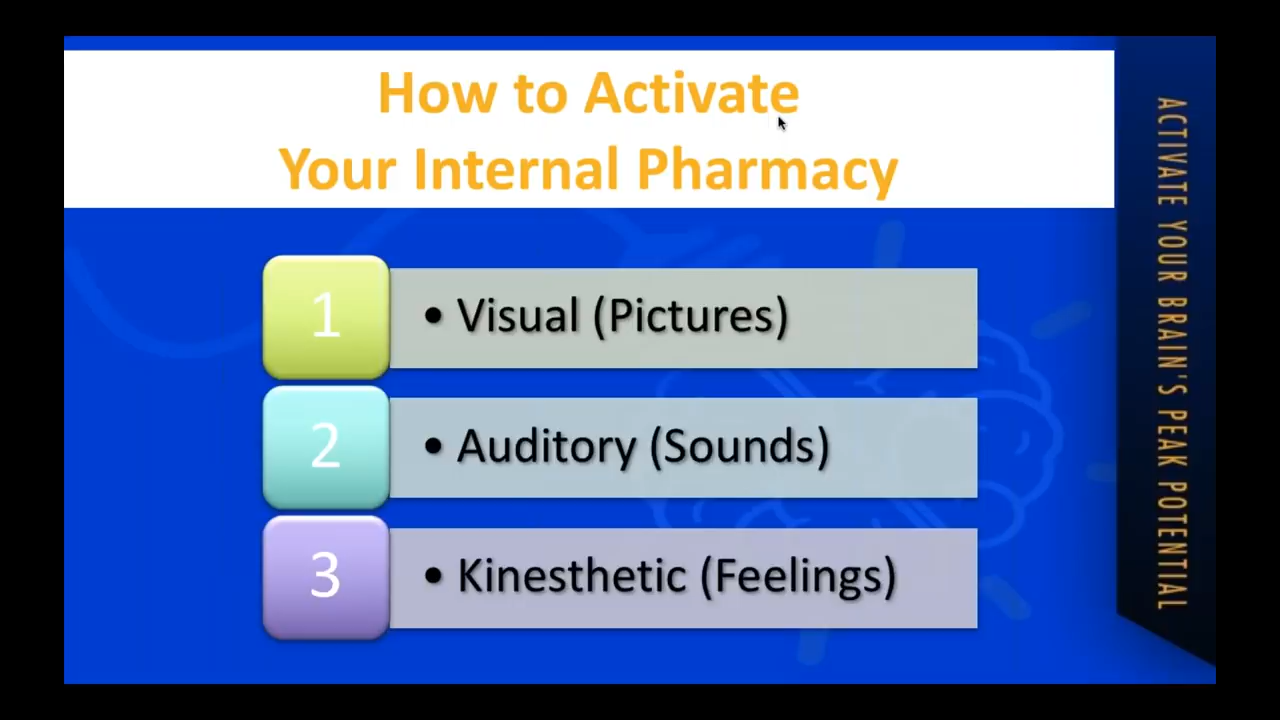 How to Activate
Your Internal Pharmacy
1
• Visual (Pictures)
2
• Auditory (Sounds)
3
• Kinesthetic (Feelings)
ACTIVATE YOUR BRAIN'S PEAK POTENTIAL